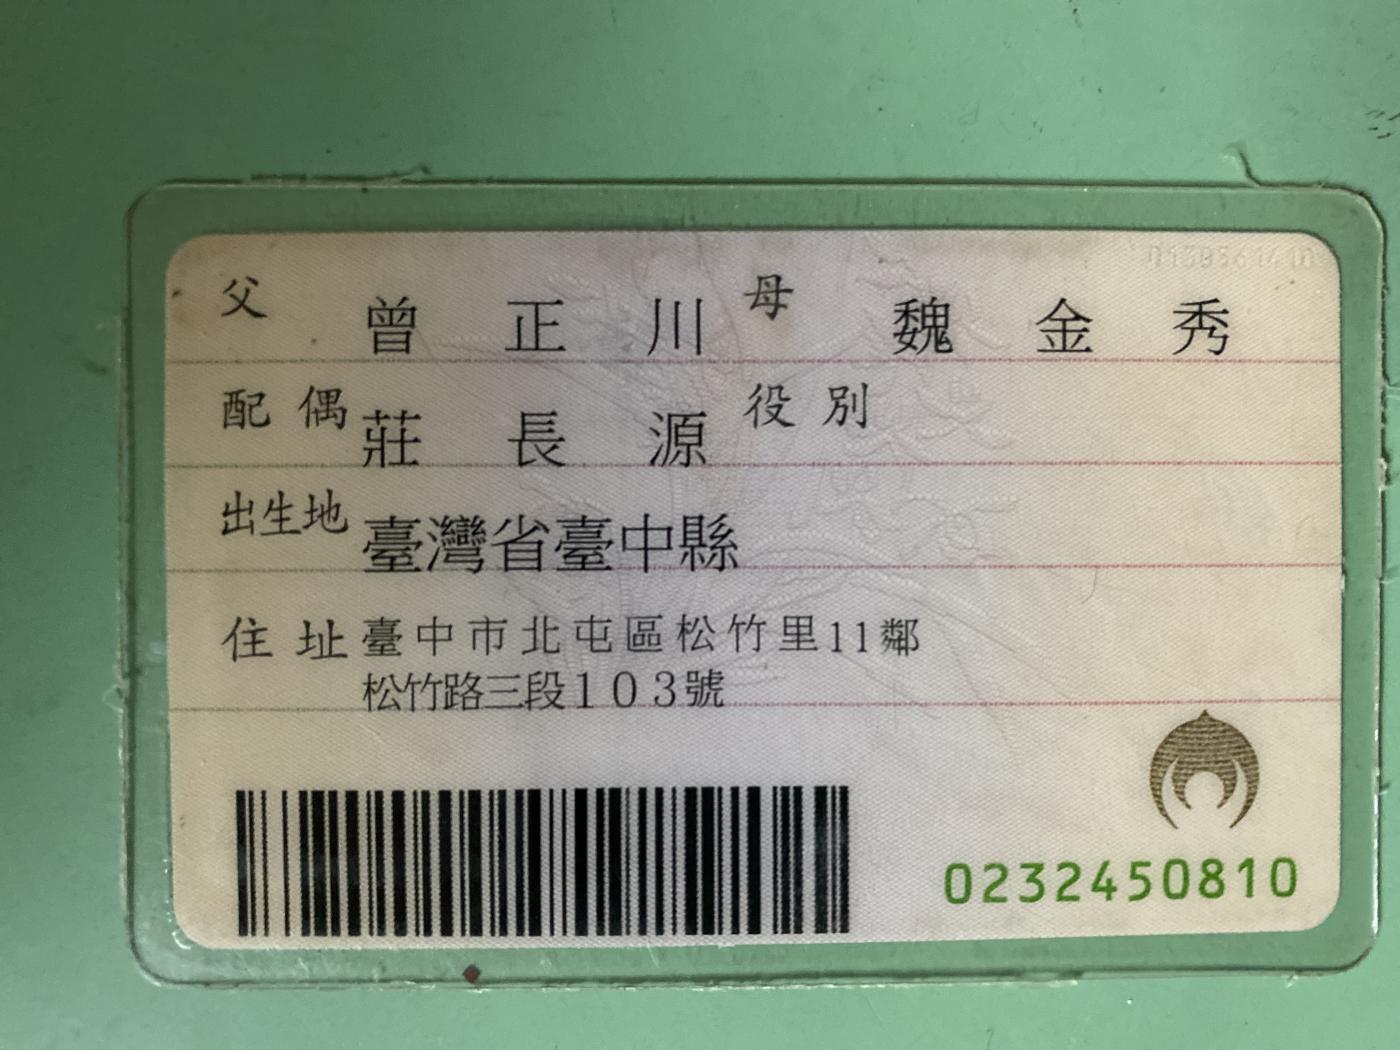 父 曾正川 母 魏金秀
配偶 莊長源 役別
出生地 臺灣省臺中縣
住址 臺中市北屯區松竹里11鄰
松竹路三段103號
0232450810